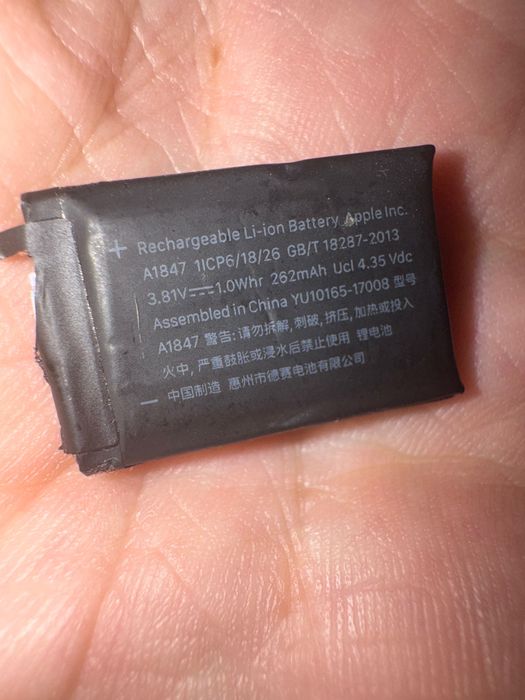 + Rechargeable Li-ion Battery Apple Inc.
A1847 1ICP6/18/26 GB/T 18287-2013
3.81V⎓1.0Whr 262mAh Ucl 4.35 Vdc
Assembled in China YU10165-17008 型号
A1847 警告: 请勿拆解, 刺破, 挤压, 加热或投入
火中, 严重鼓胀或浸水后禁止使用 锂电池
— 中国制造 惠州市德赛电池有限公司